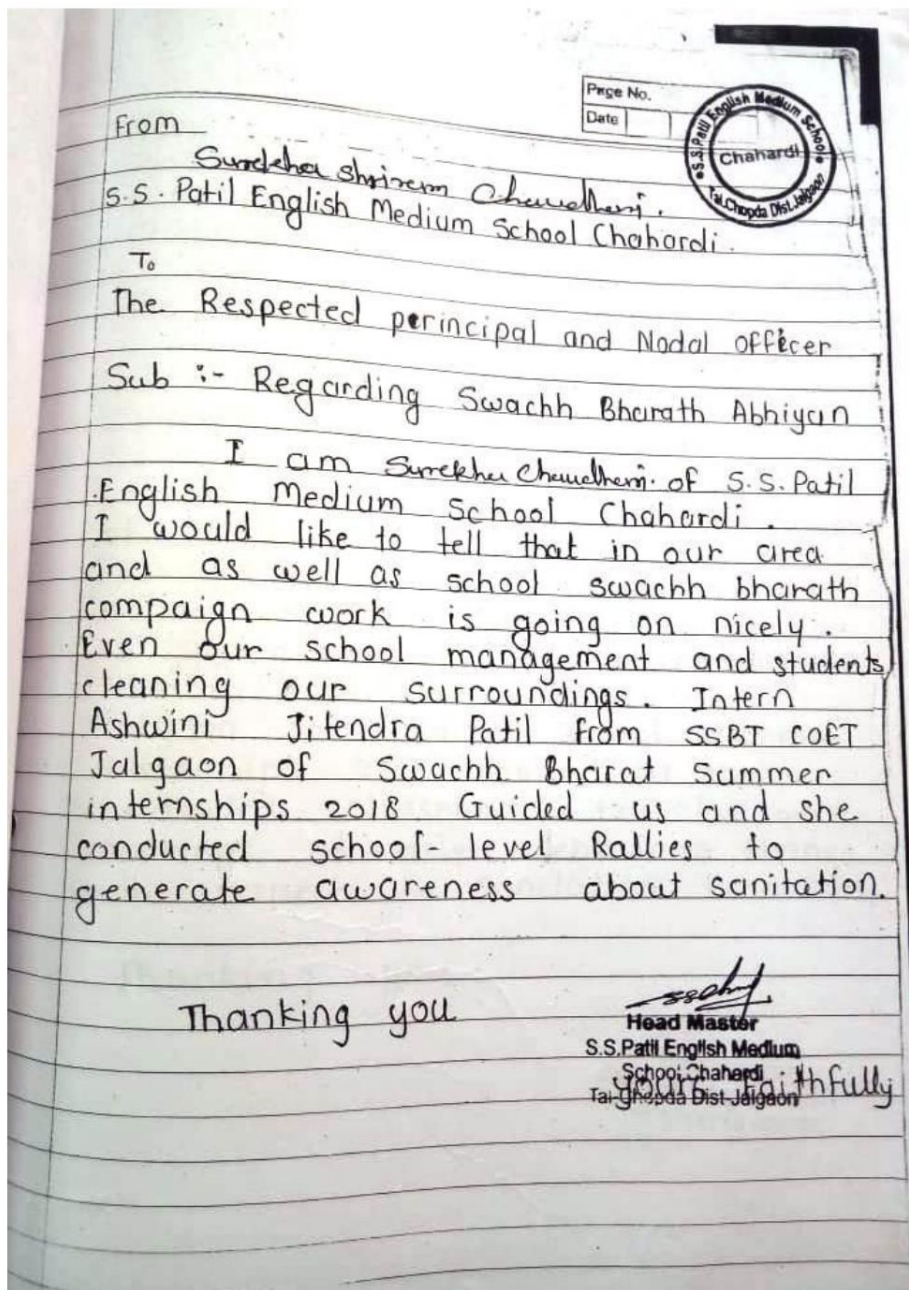 Page No.
Date
S.S. Patil English Medium School
Chahardi
Tal. Chopda Dist. Jalgaon
From
Surekha Shriram Chaudhari.
S.S. Patil English Medium School Chahardi.
To
The Respected perincipal and Nodal officer
Sub :- Regarding Swachh Bharath Abhiyan
I am Surekha Chaudhari. of S.S. Patil
English Medium School Chahardi.
I would like to tell that in our area
and as well as school swachh bharath
compaign work is going on nicely.
Even our school management and students
cleaning our surroundings. Intern
Ashwini Jitendra Patil from SSBT COET
Jalgaon of Swachh Bharat Summer
internships 2018 Guided us and she
conducted school-level Rallies to
generate awareness about sanitation.
Thanking you
Head Master
S.S.Patil English Medium
School Chahardi
Tal-Chopda Dist-Jalgaon
yours Faithfully